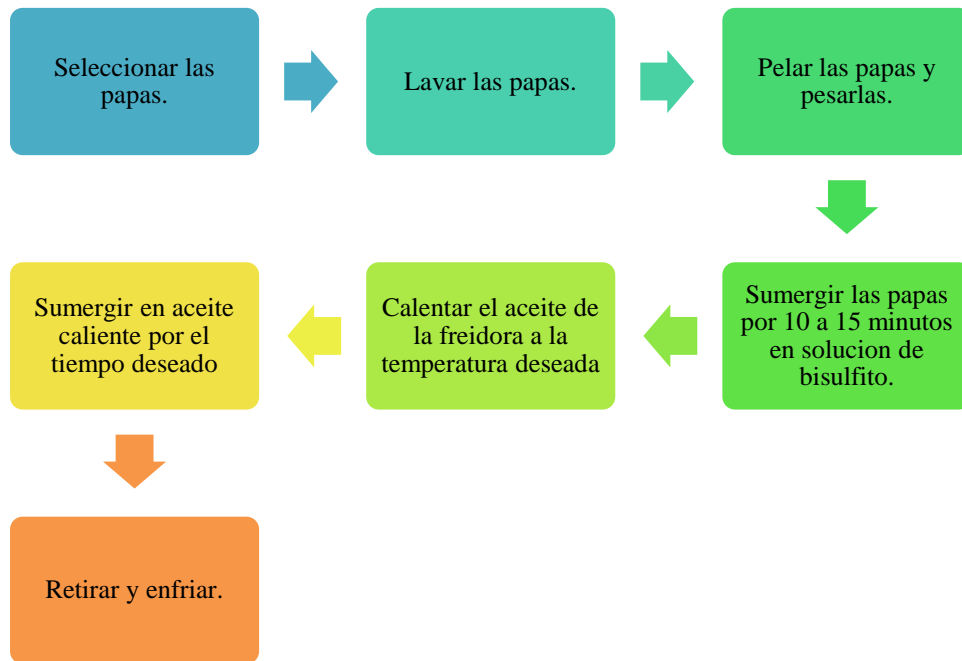 Seleccionar las
papas.
Lavar las papas.
Pelar las papas y
pesarlas.
Sumergir las papas
por 10 a 15 minutos
en solucion de
bisulfito.
Calentar el aceite de
la freidora a la
temperatura deseada
Sumergir en aceite
caliente por el
tiempo deseado
Retirar y enfriar.